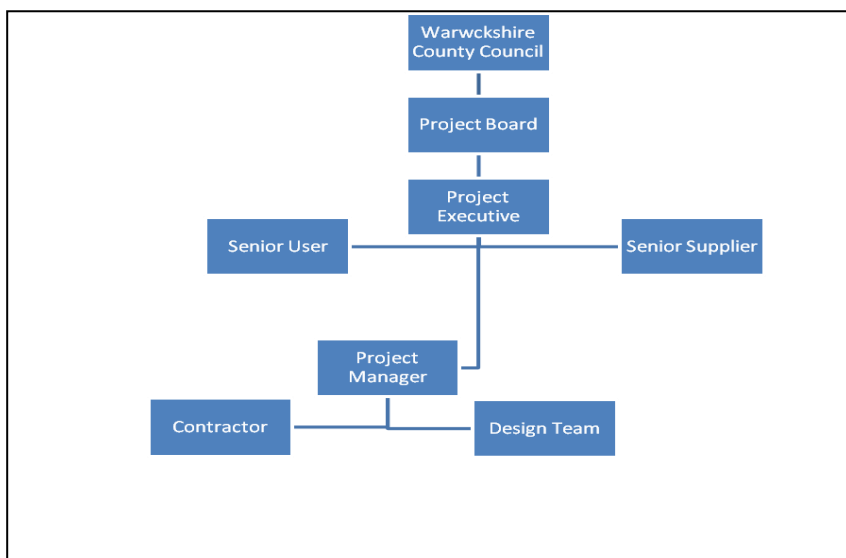 Warwckshire
County Council
Project Board
Project
Executive
Senior User
Senior Supplier
Project
Manager
Contractor
Design Team